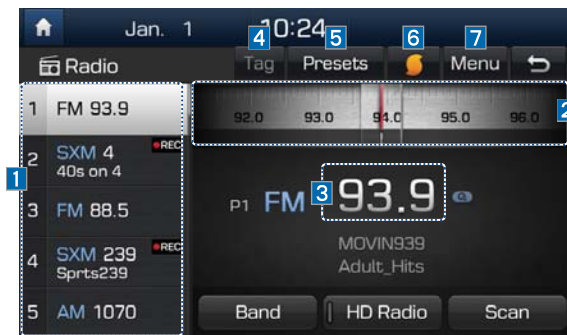 Jan. 1 10:24
4 5 6 7
Radio Tag Presets Menu
1 FM 93.9
92.0 93.0 94.0 95.0 96.0 2
2 SXM 4 REC
40s on 4
1
3 FM 88.5
P1 FM 3 93.9
4 SXM 239 REC
Sprts239
MOVIN939
Adult_Hits
5 AM 1070
Band HD Radio Scan